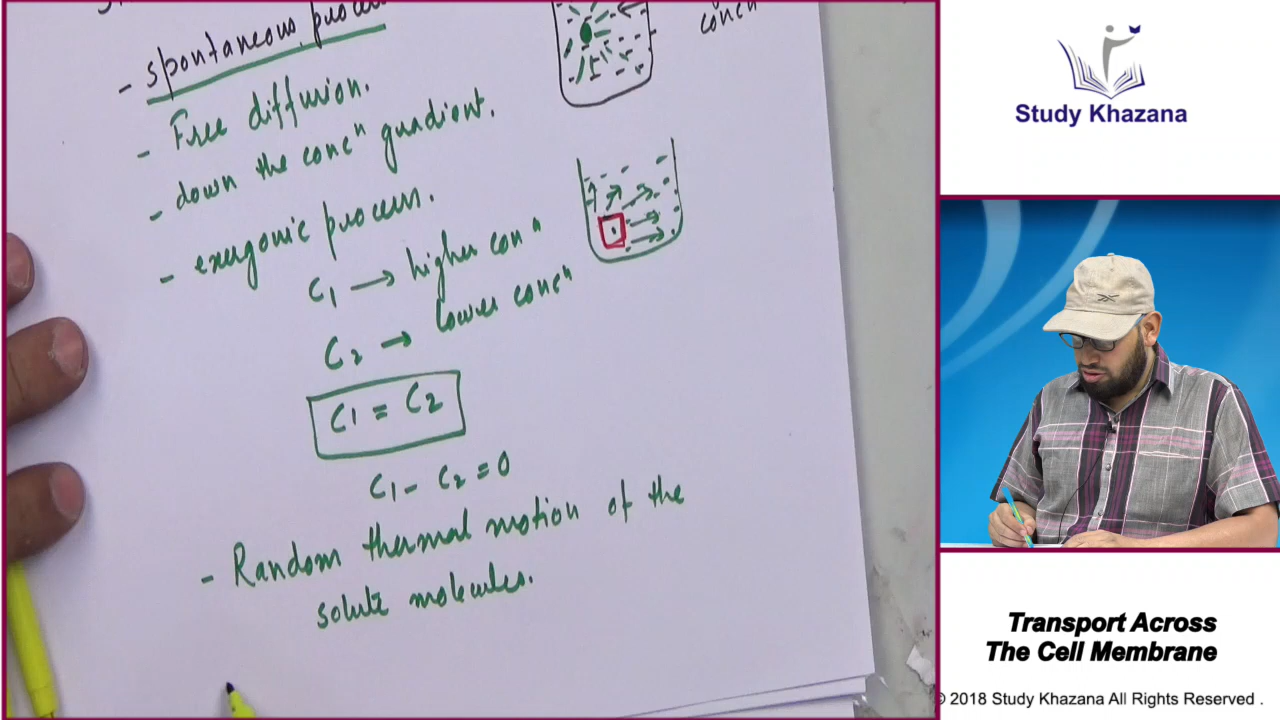 - spontaneous process
concn
- Free diffusion.
- down the concn gradient.
- exergonic process.
C1 → higher conn
C2 → lower concn
C1 = C2
C1 - C2 = 0
- Random thermal motion of the
solute molecules.
Study Khazana
Transport Across
The Cell Membrane
© 2018 Study Khazana All Rights Reserved .